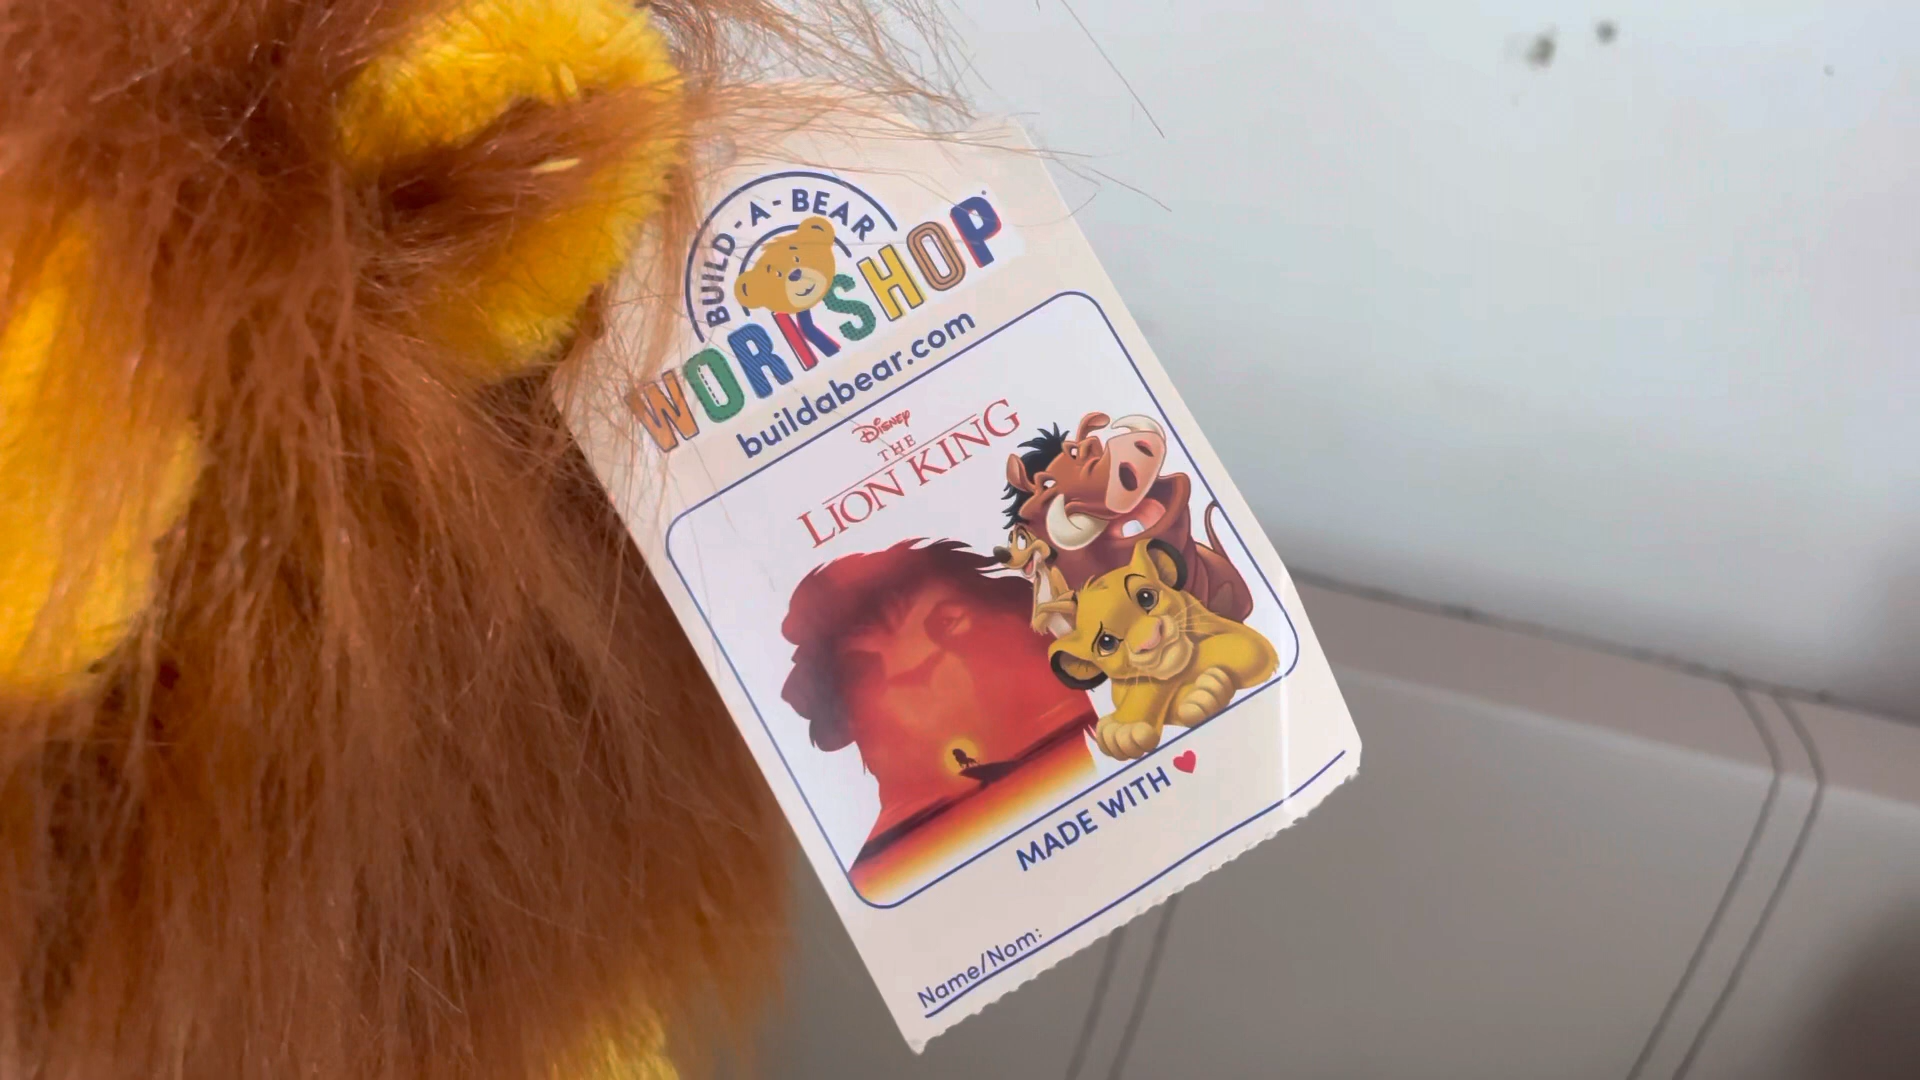 BUILD-A-BEAR
WORKSHOP
buildabear.com
Disney
THE
LION KING
MADE WITH
Name/Nom: